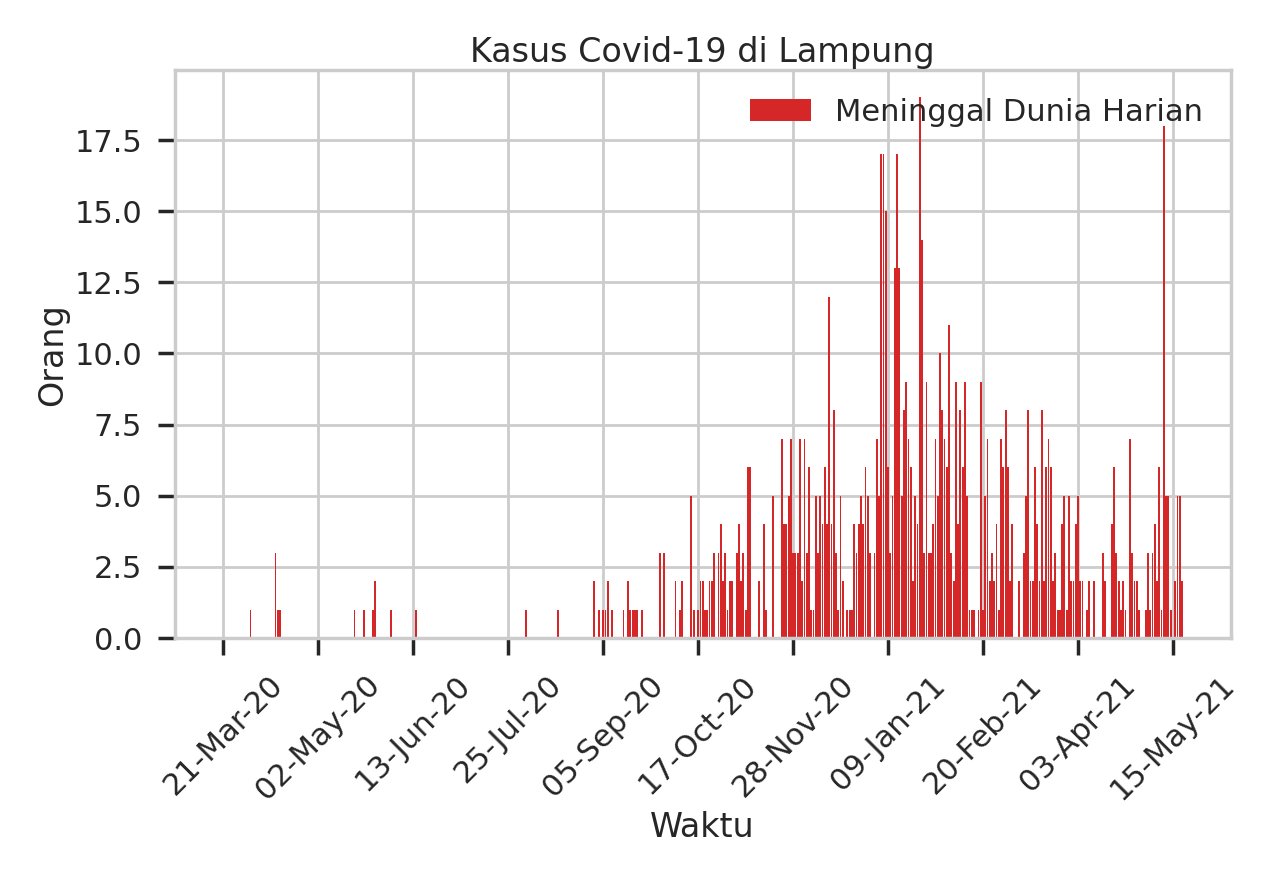 Kasus Covid-19 di Lampung
Meninggal Dunia Harian
17.5
15.0
12.5
10.0
7.5
5.0
2.5
0.0
Orang
21-Mar-20
02-May-20
13-Jun-20
25-Jul-20
05-Sep-20
17-Oct-20
28-Nov-20
09-Jan-21
20-Feb-21
03-Apr-21
15-May-21
Waktu